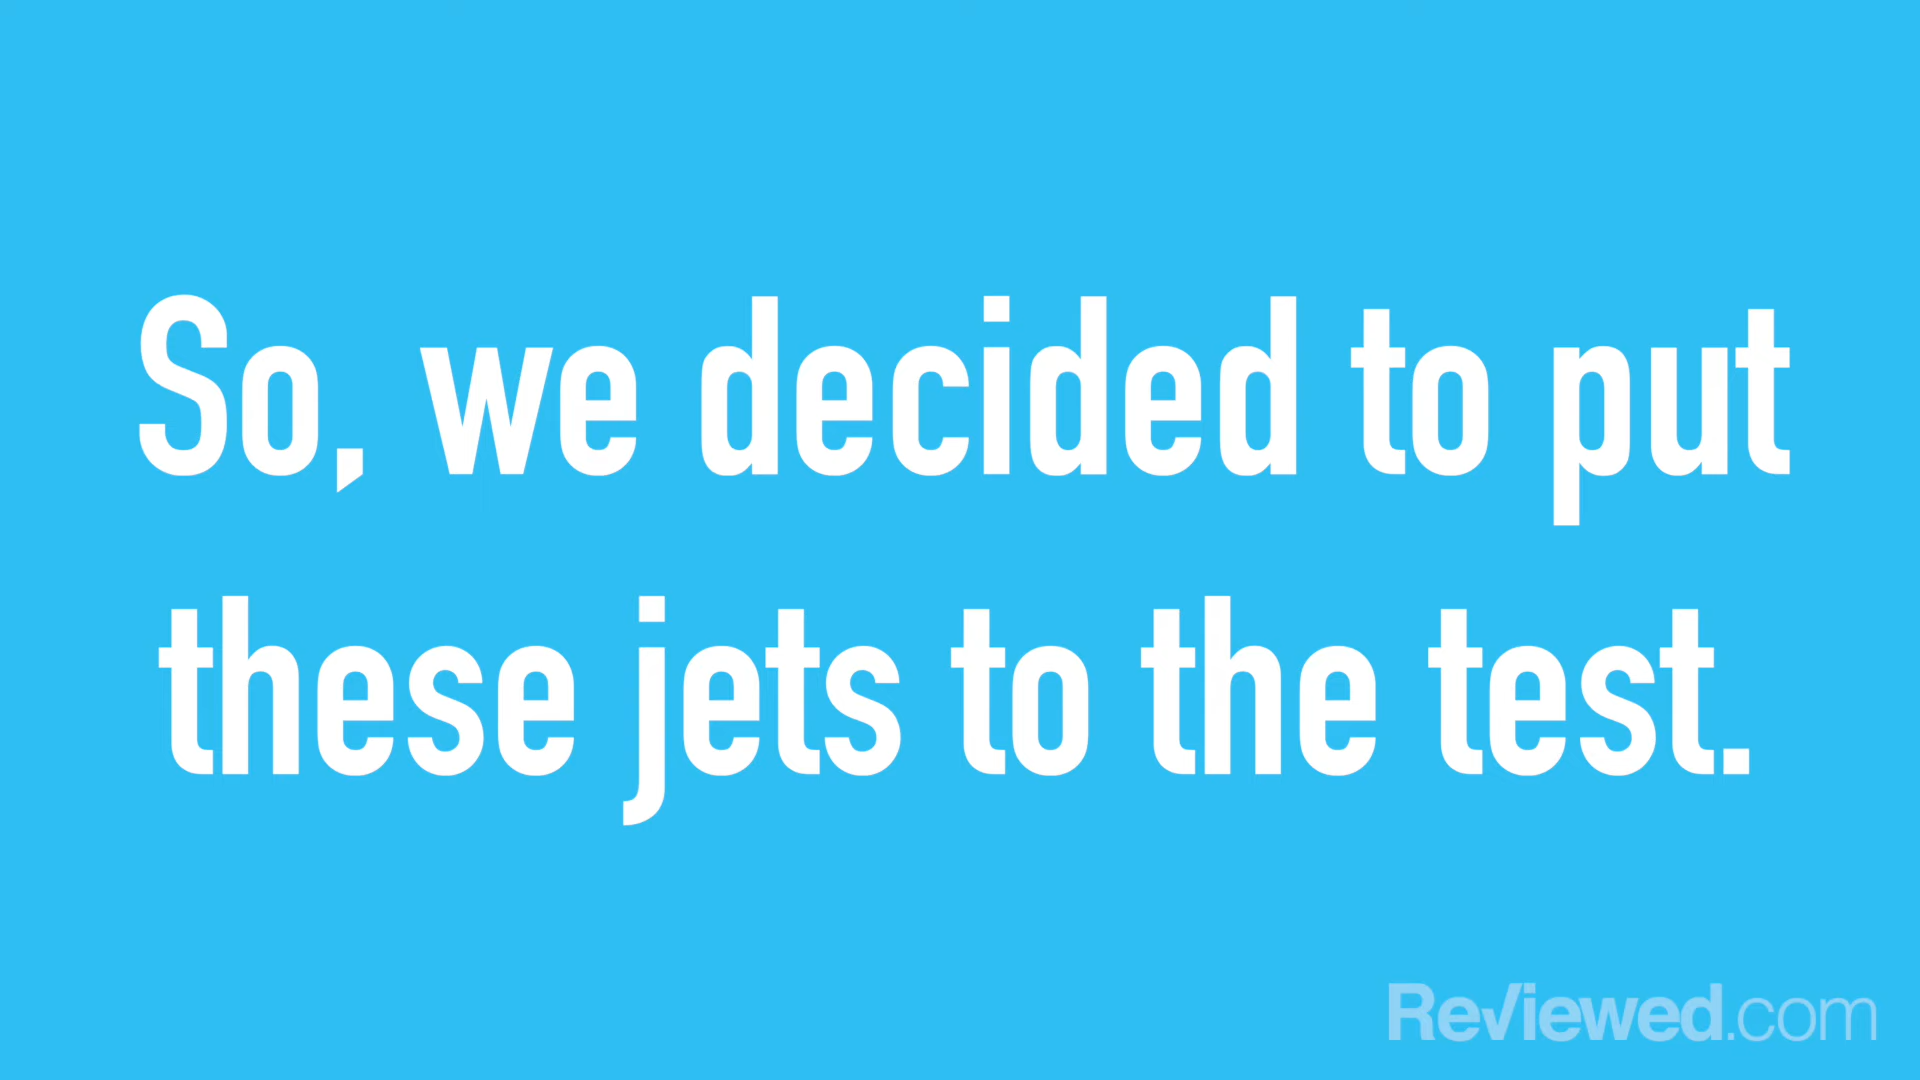 So, we decided to put
these jets to the test.
Reviewed.com